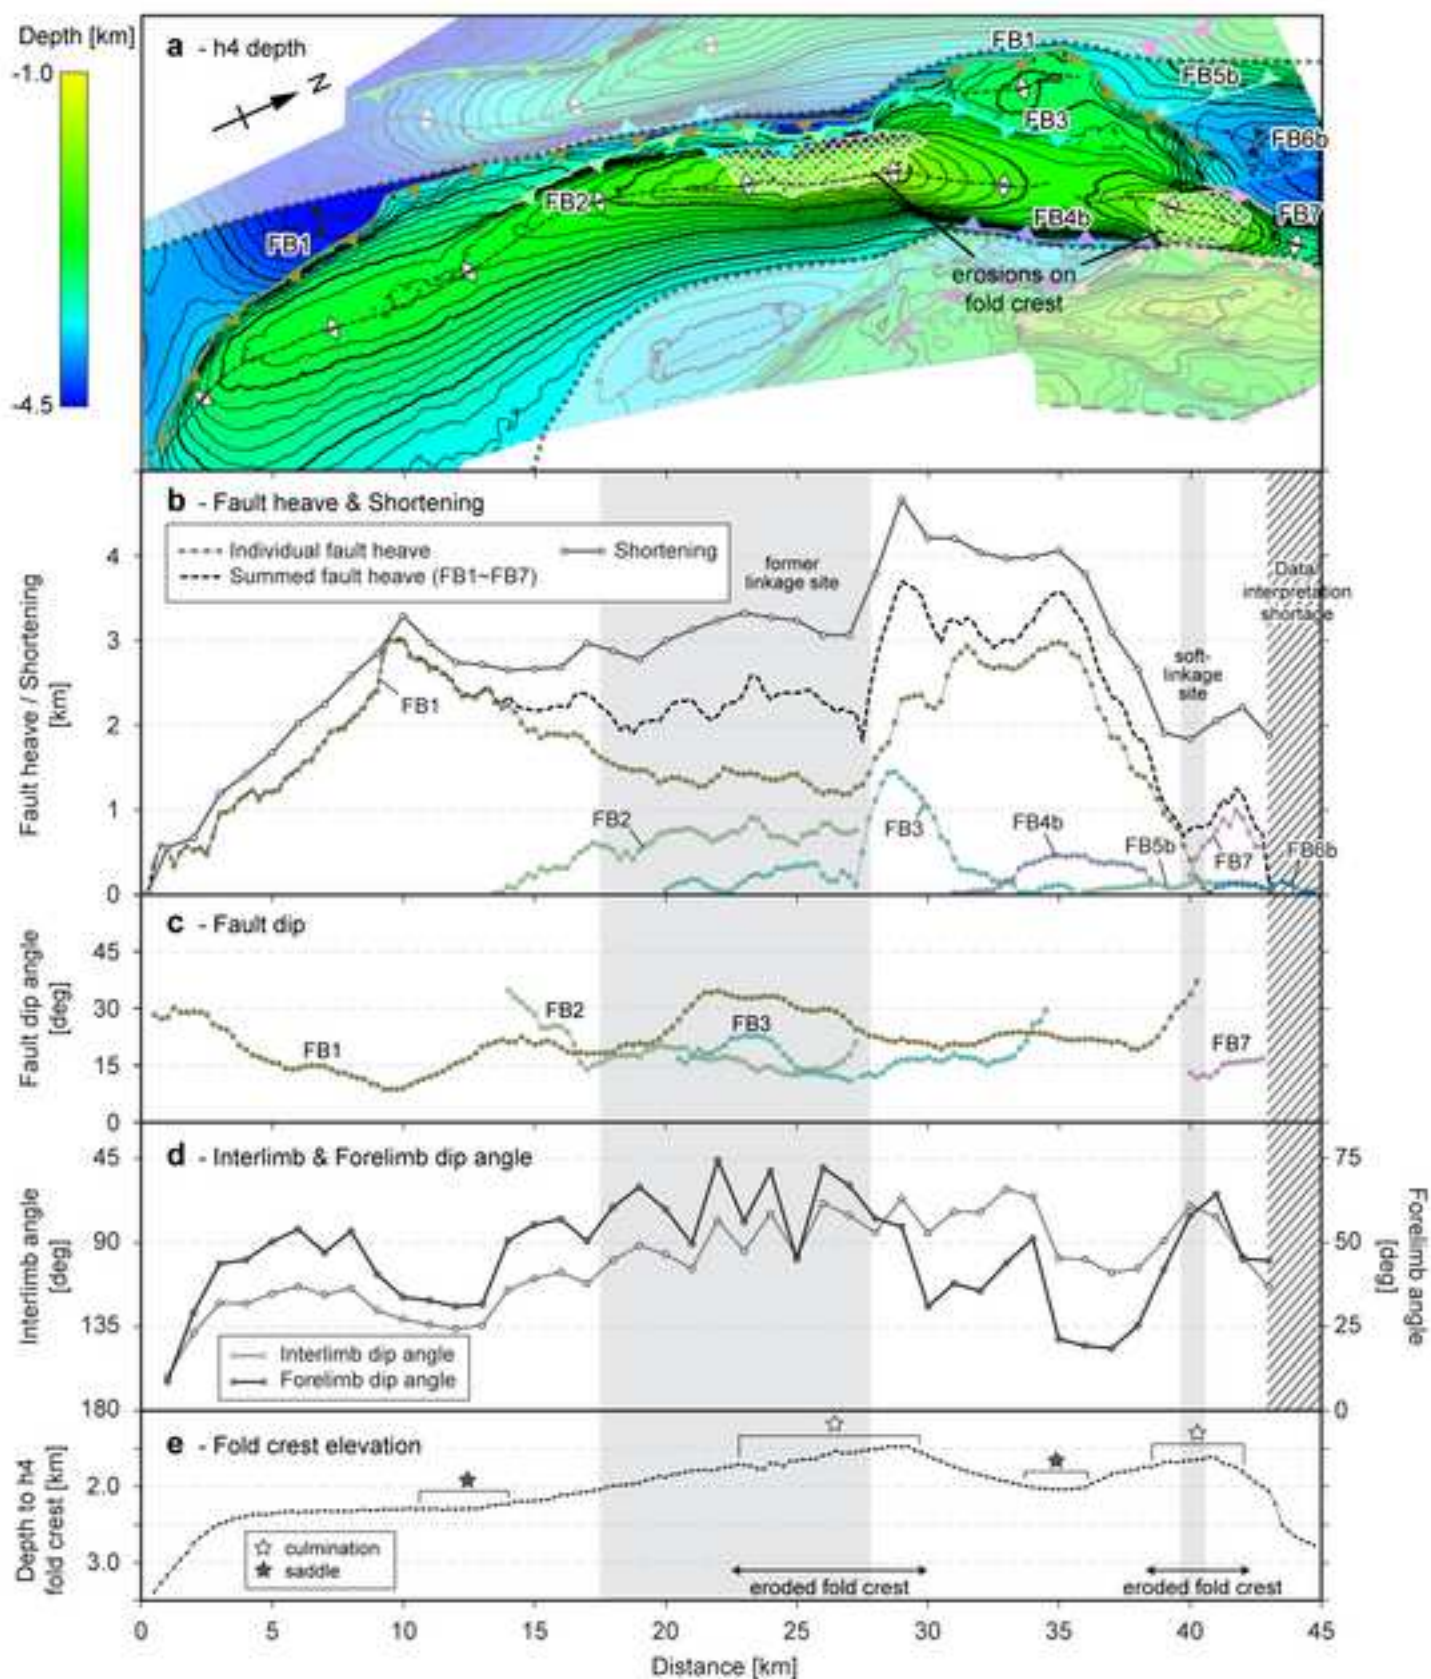 Depth [km]
-1.0
-4.5
a - h4 depth
N
FB1
FB5b
FB3
FB6b
FB2
FB1
FB4b
FB7
erosions on
fold crest
b - Fault heave & Shortening
Individual fault heave
Shortening
Summed fault heave (FB1~FB7)
former
linkage site
Data/
interpretation
shortage
soft-
linkage
site
Fault heave / Shortening
[km]
4
3
2
1
0
FB1
FB2
FB3
FB4b
FB5b
FB7
FB6b
c - Fault dip
Fault dip angle
[deg]
45
30
15
0
FB1
FB2
FB3
FB7
d - Interlimb & Forelimb dip angle
Interlimb angle
[deg]
45
90
135
180
Forelimb angle
[deg]
75
50
25
0
Interlimb dip angle
Forelimb dip angle
e - Fold crest elevation
Depth to h4
fold crest [km]
2.0
3.0
culmination
saddle
eroded fold crest
eroded fold crest
0 5 10 15 20 25 30 35 40 45
Distance [km]